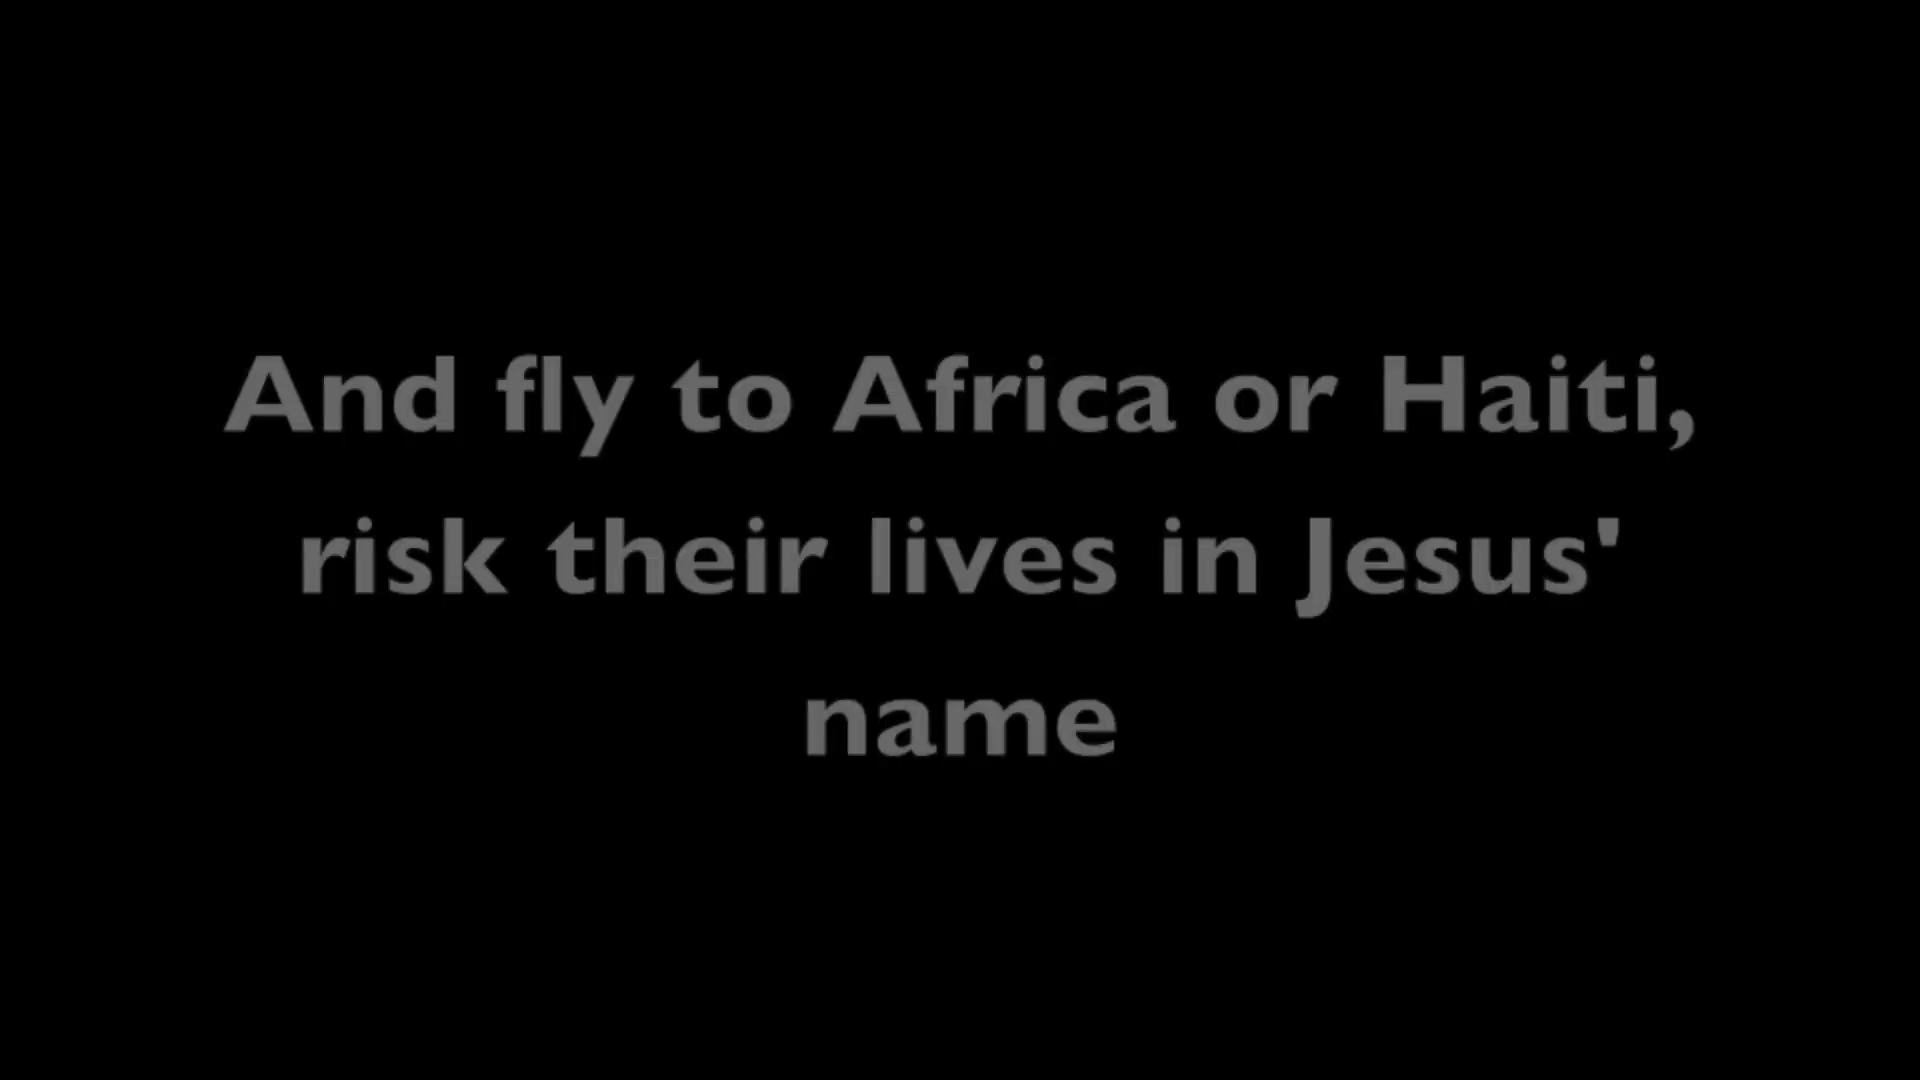 And fly to Africa or Haiti,
risk their lives in Jesus'
name